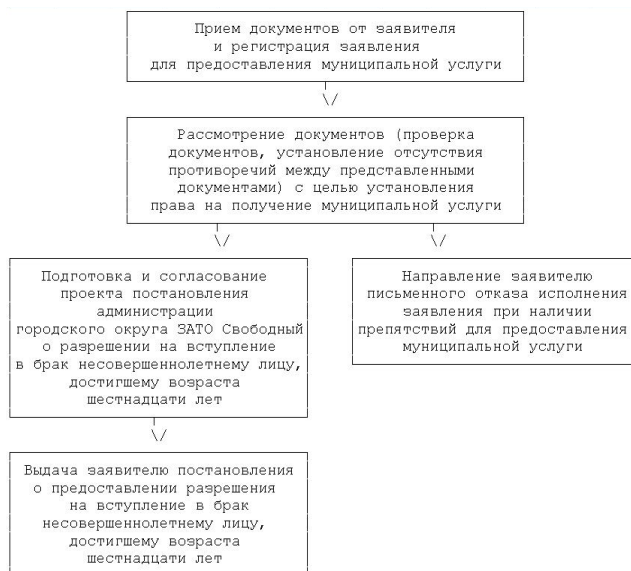 Прием документов от заявителя
и регистрация заявления
для предоставления муниципальной услуги
Рассмотрение документов (проверка
документов, установление отсутствия
противоречий между представленными
документами) с целью установления
права на получение муниципальной услуги
Подготовка и согласование
проекта постановления
администрации
городского округа ЗАТО Свободный
о разрешении на вступление
в брак несовершеннолетнему лицу,
достигшему возраста
шестнадцати лет
Направление заявителю
письменного отказа исполнения
заявления при наличии
препятствий для предоставления
муниципальной услуги
Выдача заявителю постановления
о предоставлении разрешения
на вступление в брак
несовершеннолетнему лицу,
достигшему возраста
шестнадцати лет